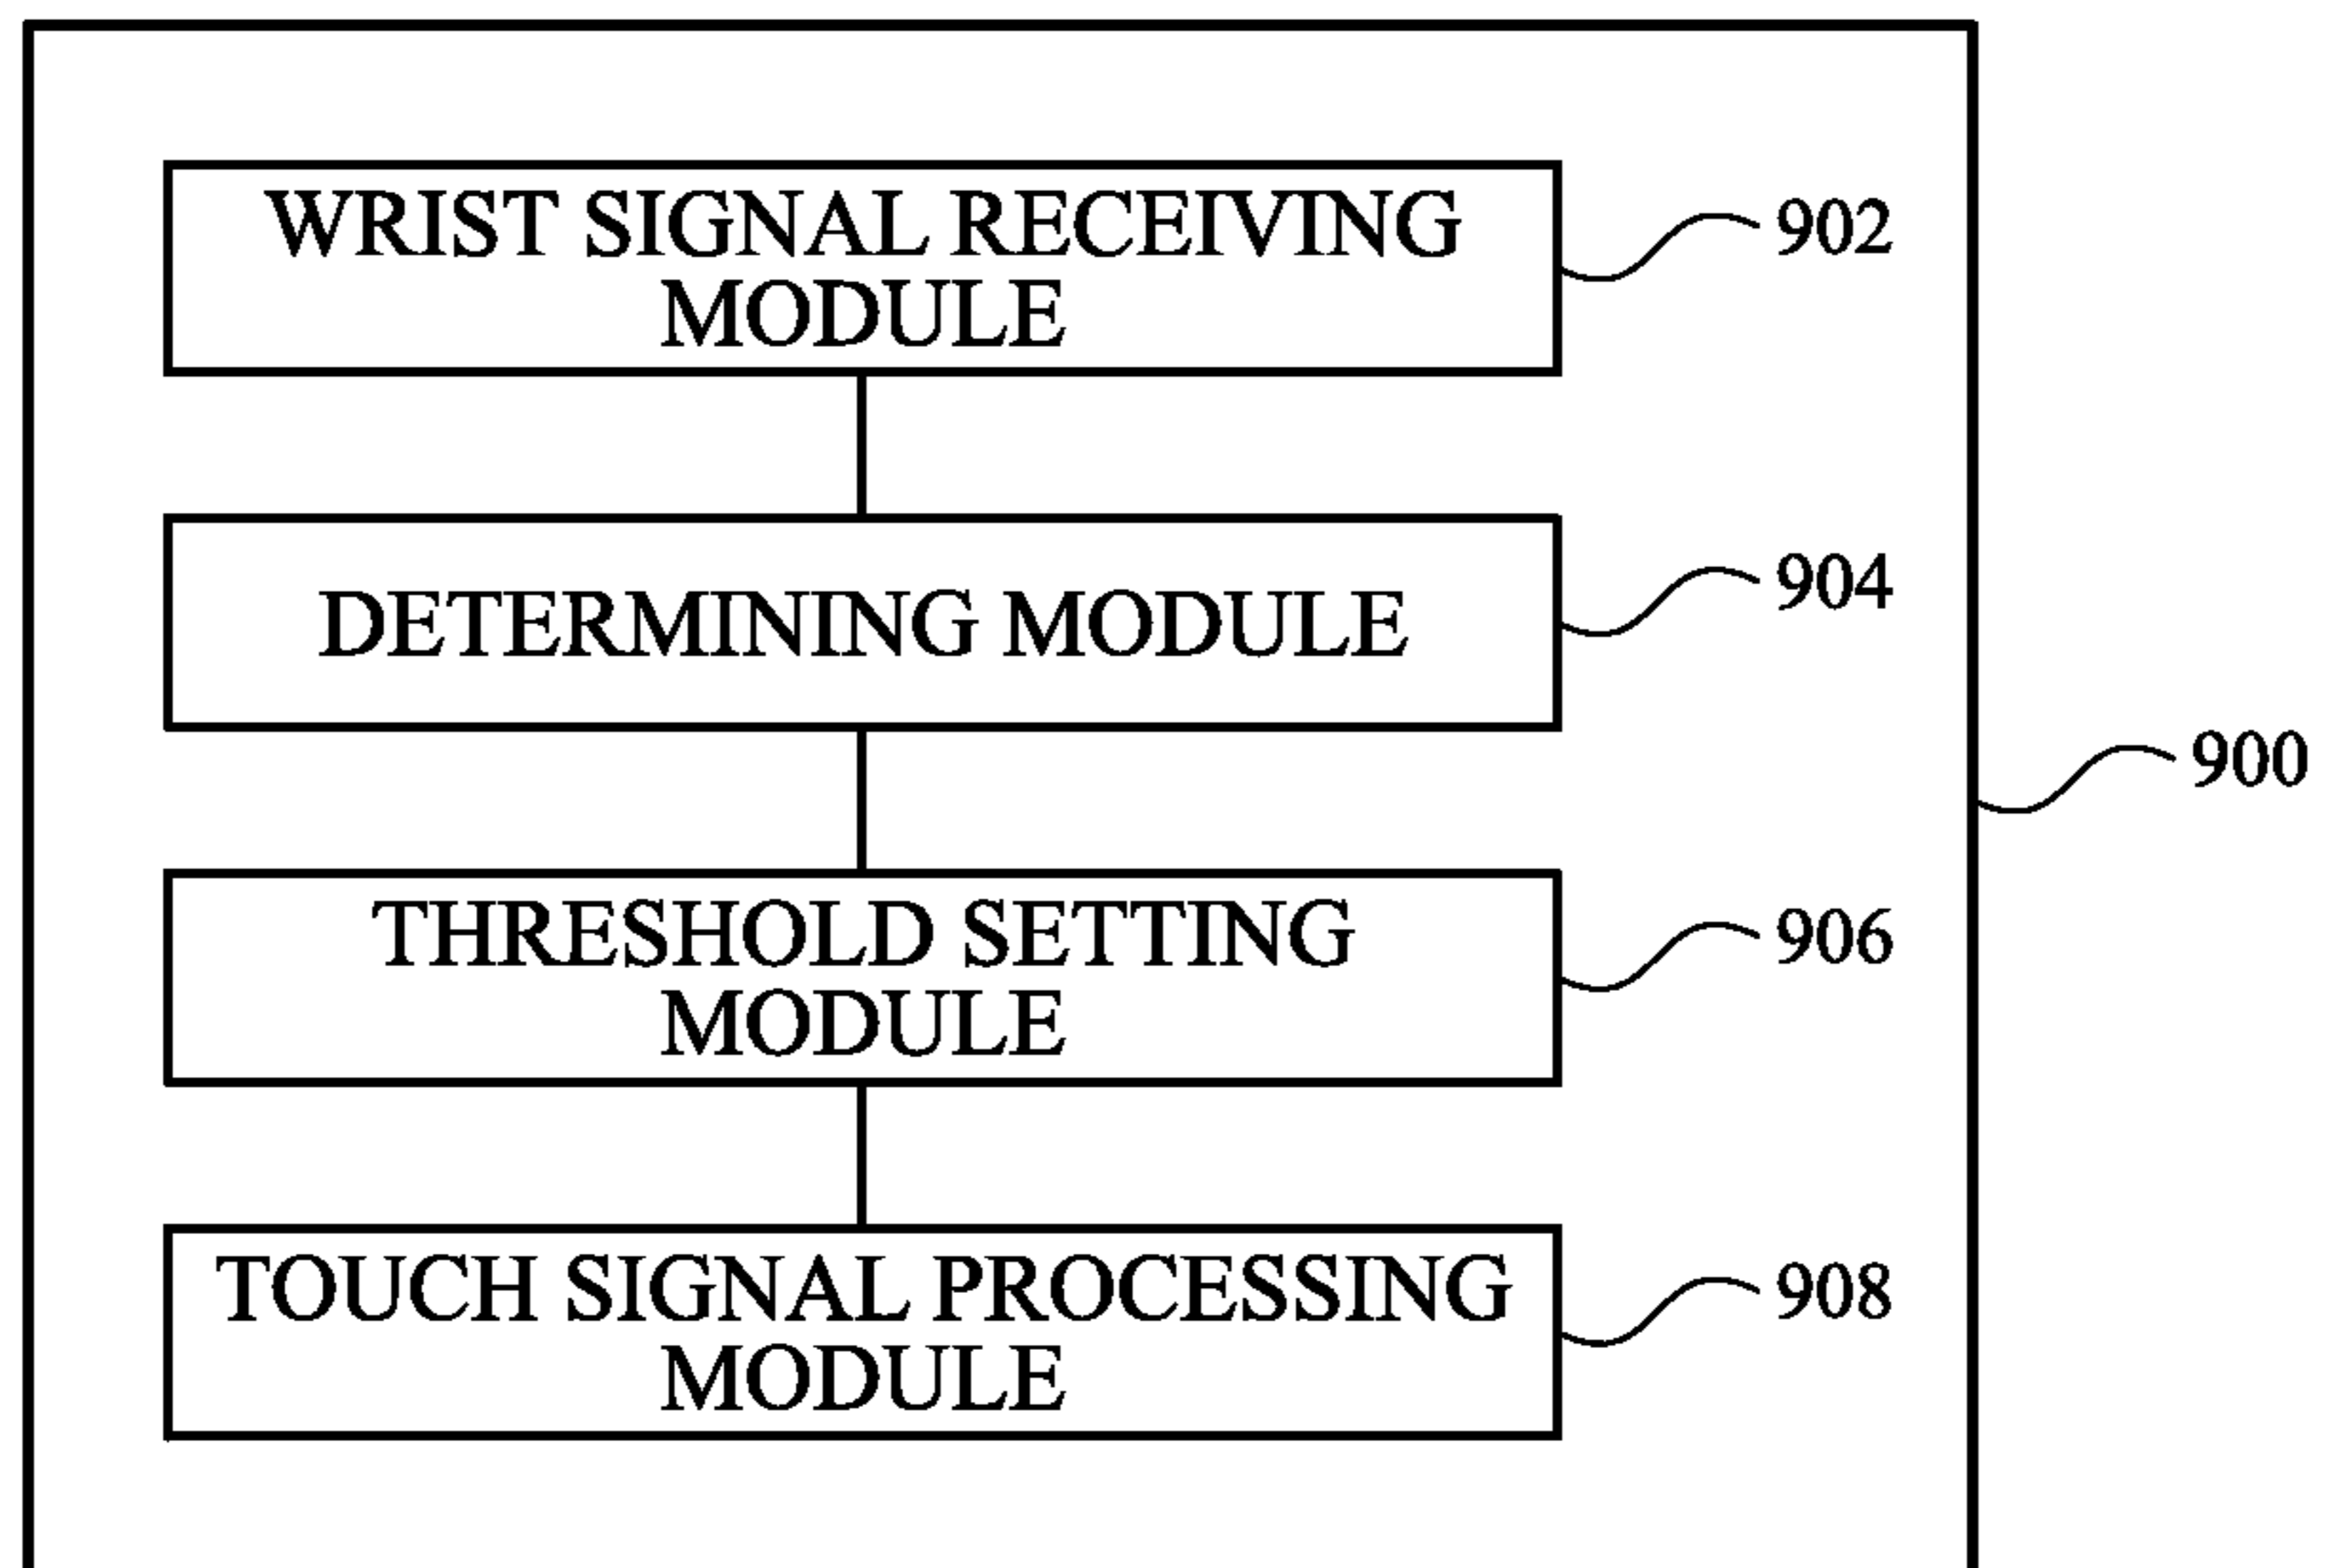 WRIST SIGNAL RECEIVING
MODULE
902
DETERMINING MODULE
904
900
THRESHOLD SETTING
MODULE
906
TOUCH SIGNAL PROCESSING
MODULE
908